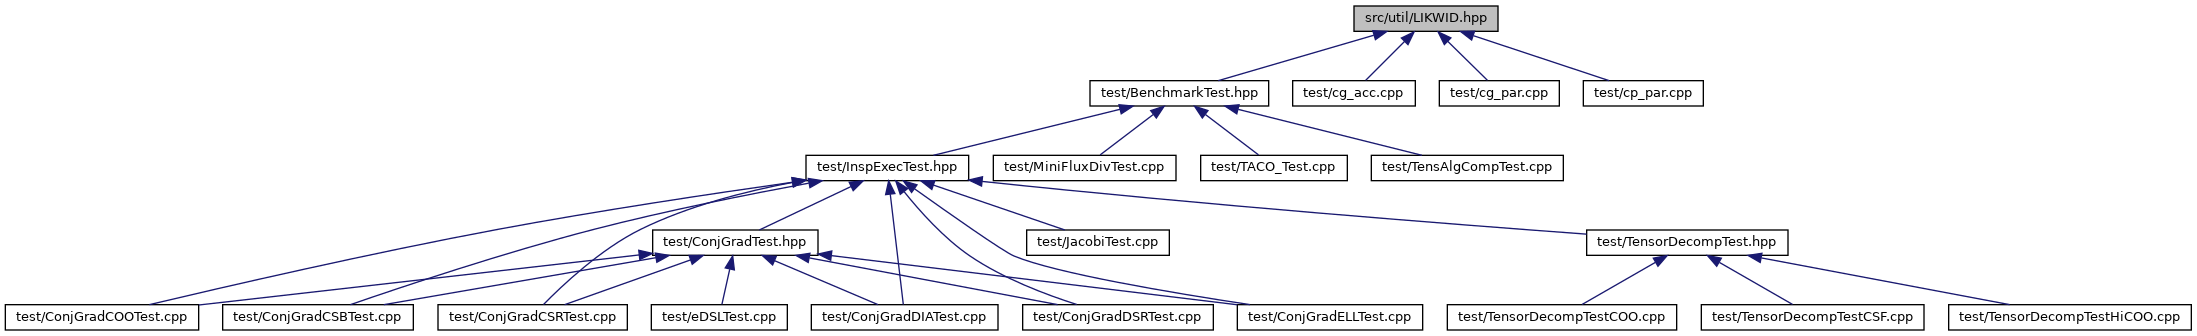 src/util/LIKWID.hpp
test/BenchmarkTest.hpp
test/cg_acc.cpp
test/cg_par.cpp
test/cp_par.cpp
test/InspExecTest.hpp
test/MiniFluxDivTest.cpp
test/TACO_Test.cpp
test/TensAlgCompTest.cpp
test/ConjGradTest.hpp
test/JacobiTest.cpp
test/TensorDecompTest.hpp
test/ConjGradCOOTest.cpp
test/ConjGradCSBTest.cpp
test/ConjGradCSRTest.cpp
test/eDSLTest.cpp
test/ConjGradDIATest.cpp
test/ConjGradDSRTest.cpp
test/ConjGradELLTest.cpp
test/TensorDecompTestCOO.cpp
test/TensorDecompTestCSF.cpp
test/TensorDecompTestHiCOO.cpp